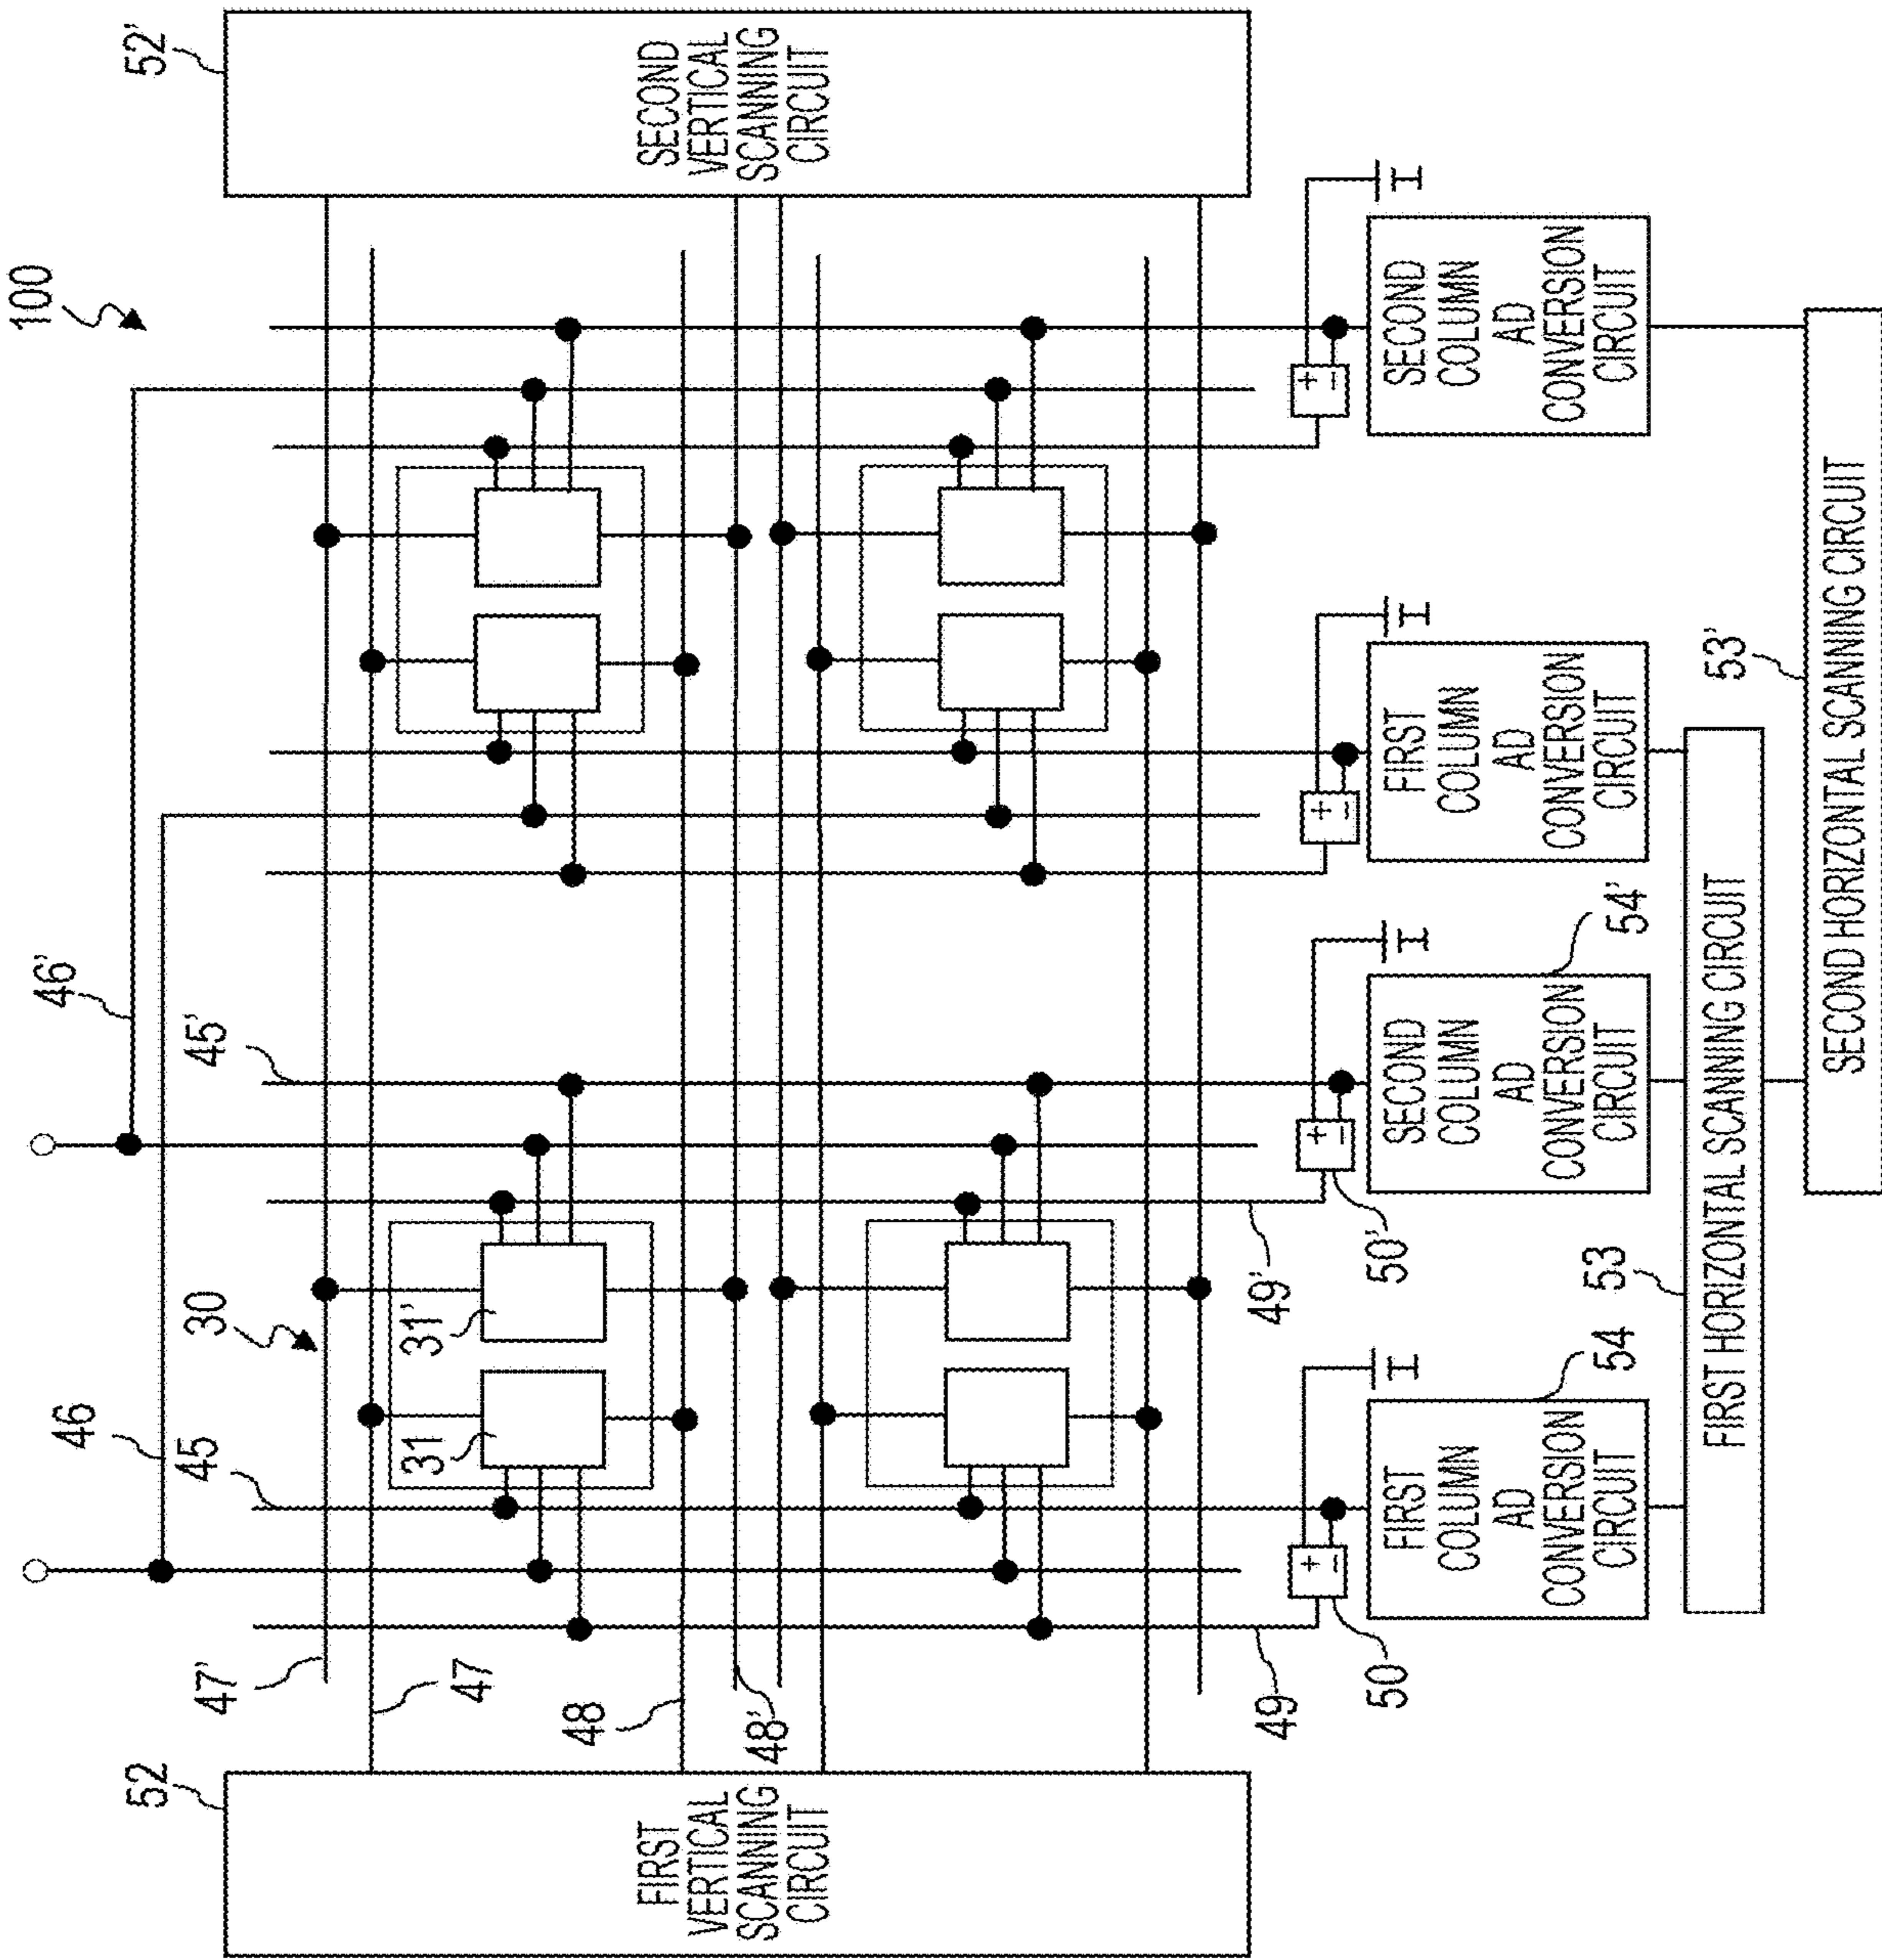 100
46'
46
45
45'
30
52
52'
FIRST
VERTICAL
SCANNING
CIRCUIT
SECOND
VERTICAL
SCANNING
CIRCUIT
47'
47
48
48'
31
31'
49
49'
50
50'
+
−
+
−
+
−
+
−
FIRST
COLUMN
AD
CONVERSION
CIRCUIT
54
SECOND
COLUMN
AD
CONVERSION
CIRCUIT
54'
FIRST
COLUMN
AD
CONVERSION
CIRCUIT
SECOND
COLUMN
AD
CONVERSION
CIRCUIT
53
FIRST HORIZONTAL SCANNING CIRCUIT
53'
SECOND HORIZONTAL SCANNING CIRCUIT